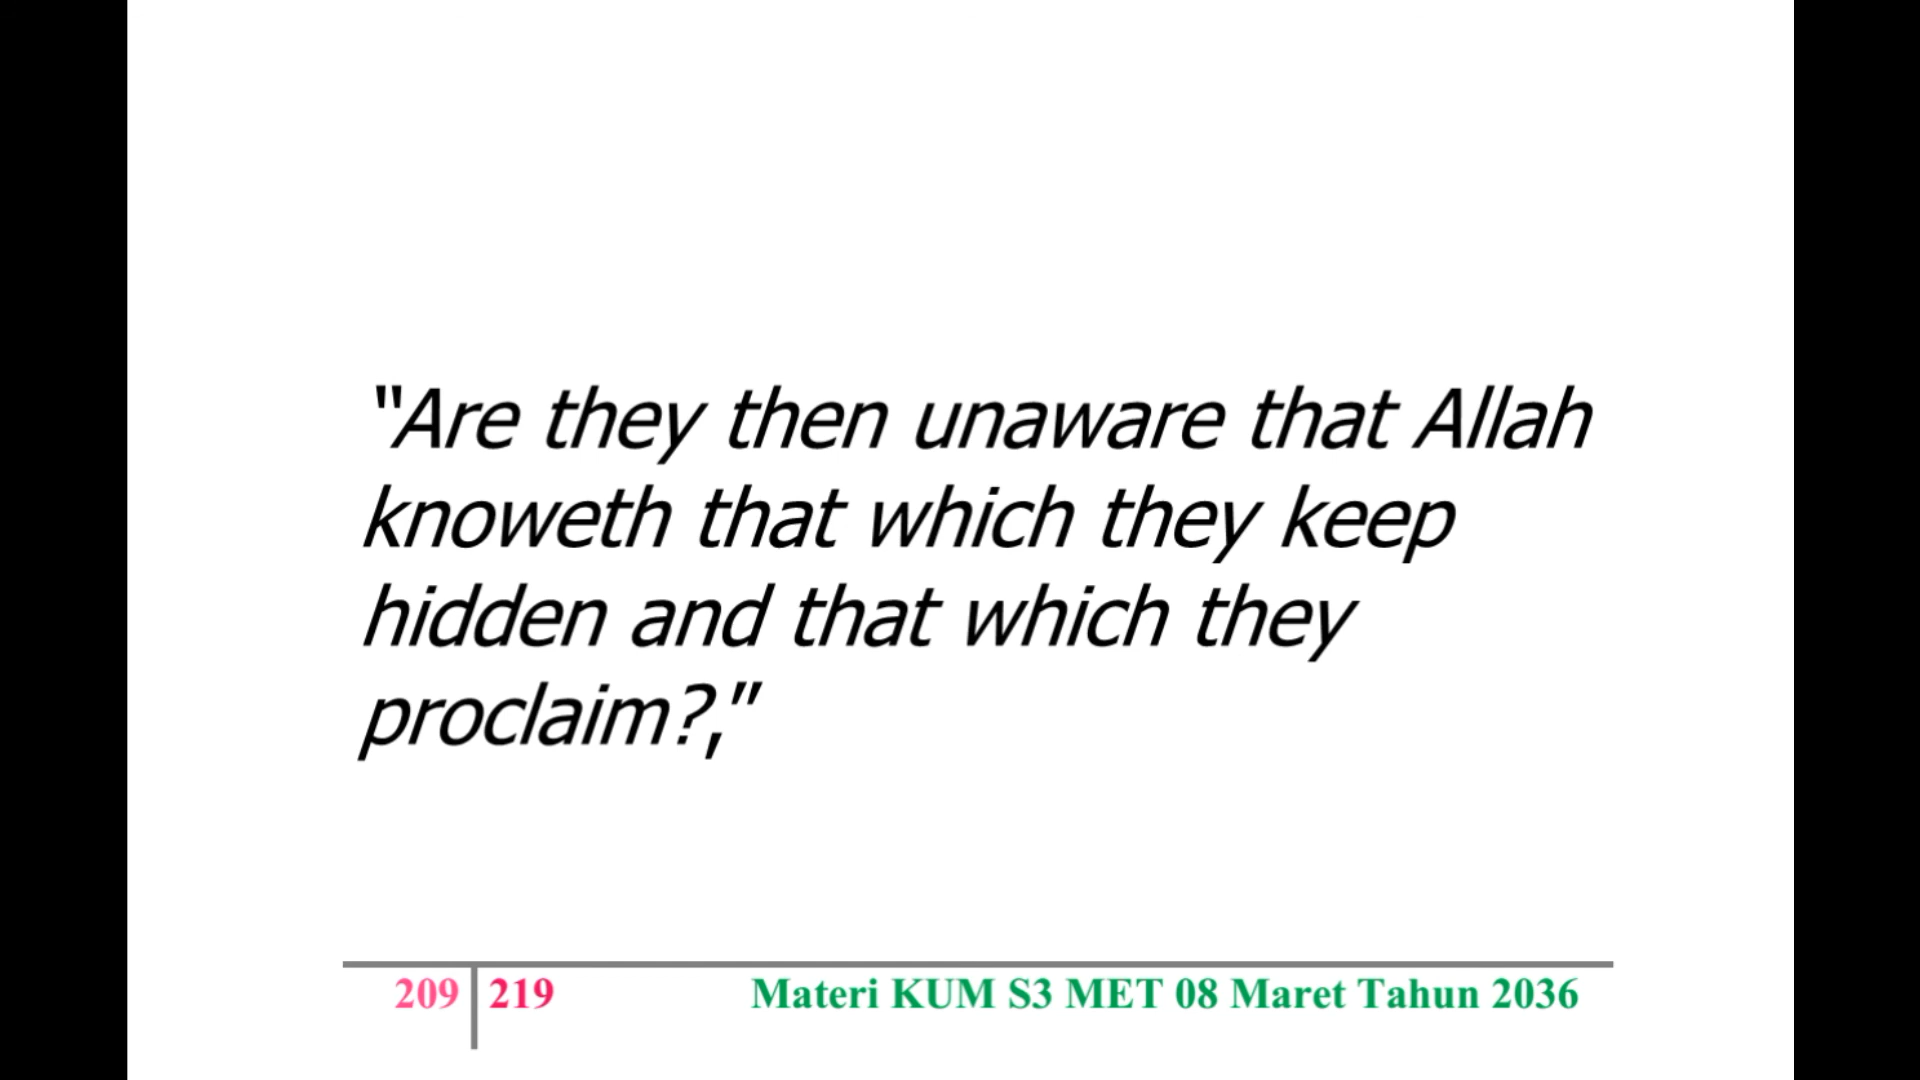 “Are they then unaware that Allah
knoweth that which they keep
hidden and that which they
proclaim?,”
209 219 Materi KUM S3 MET 08 Maret Tahun 2036